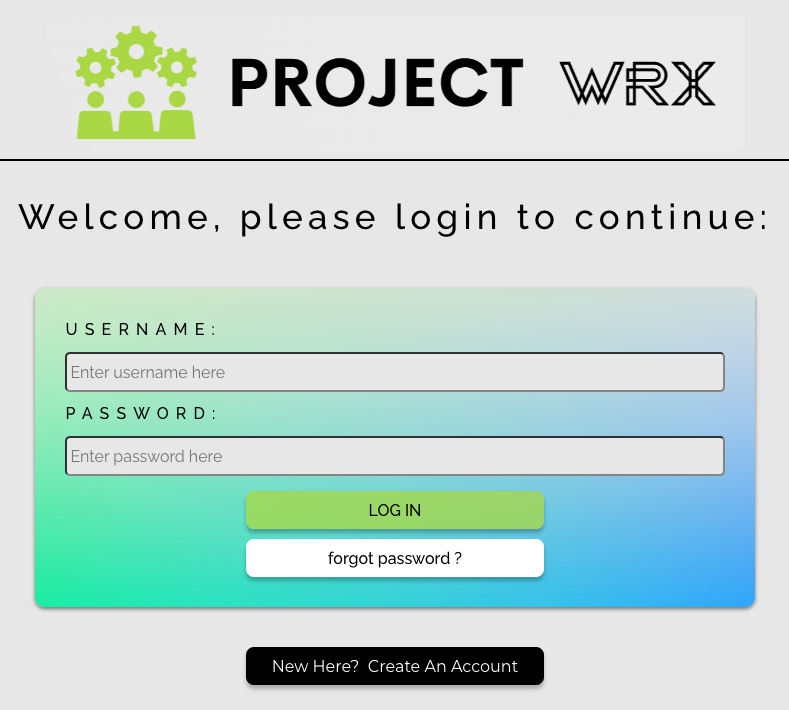 PROJECT WRX
Welcome, please login to continue:
USERNAME:
Enter username here
PASSWORD:
Enter password here
LOG IN
forgot password ?
New Here? Create An Account